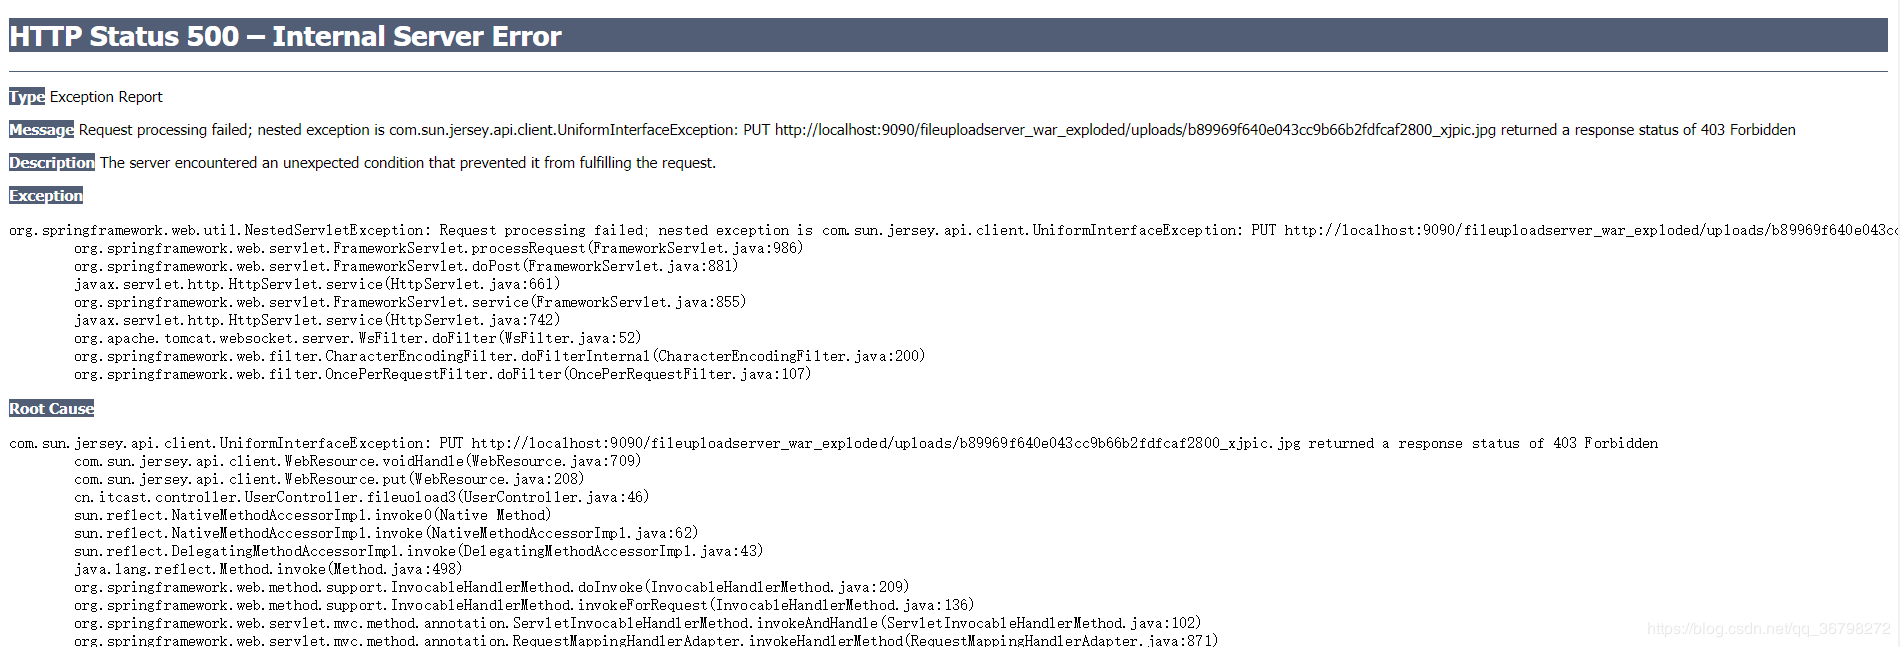 HTTP Status 500 – Internal Server Error
Type Exception Report
Message Request processing failed; nested exception is com.sun.jersey.api.client.UniformInterfaceException: PUT http://localhost:9090/fileuploadserver_war_exploded/uploads/b89969f640e043cc9b66b2fdfcaf2800_xjpic.jpg returned a response status of 403 Forbidden
Description The server encountered an unexpected condition that prevented it from fulfilling the request.
Exception
org.springframework.web.util.NestedServletException: Request processing failed; nested exception is com.sun.jersey.api.client.UniformInterfaceException: PUT http://localhost:9090/fileuploadserver_war_exploded/uploads/b89969f640e043cc
org.springframework.web.servlet.FrameworkServlet.processRequest(FrameworkServlet.java:986)
org.springframework.web.servlet.FrameworkServlet.doPost(FrameworkServlet.java:881)
javax.servlet.http.HttpServlet.service(HttpServlet.java:661)
org.springframework.web.servlet.FrameworkServlet.service(FrameworkServlet.java:855)
javax.servlet.http.HttpServlet.service(HttpServlet.java:742)
org.apache.tomcat.websocket.server.WsFilter.doFilter(WsFilter.java:52)
org.springframework.web.filter.CharacterEncodingFilter.doFilterInternal(CharacterEncodingFilter.java:200)
org.springframework.web.filter.OncePerRequestFilter.doFilter(OncePerRequestFilter.java:107)
Root Cause
com.sun.jersey.api.client.UniformInterfaceException: PUT http://localhost:9090/fileuploadserver_war_exploded/uploads/b89969f640e043cc9b66b2fdfcaf2800_xjpic.jpg returned a response status of 403 Forbidden
com.sun.jersey.api.client.WebResource.voidHandle(WebResource.java:709)
com.sun.jersey.api.client.WebResource.put(WebResource.java:208)
cn.itcast.controller.UserController.fileuoload3(UserController.java:46)
sun.reflect.NativeMethodAccessorImpl.invoke0(Native Method)
sun.reflect.NativeMethodAccessorImpl.invoke(NativeMethodAccessorImpl.java:62)
sun.reflect.DelegatingMethodAccessorImpl.invoke(DelegatingMethodAccessorImpl.java:43)
java.lang.reflect.Method.invoke(Method.java:498)
org.springframework.web.method.support.InvocableHandlerMethod.doInvoke(InvocableHandlerMethod.java:209)
org.springframework.web.method.support.InvocableHandlerMethod.invokeForRequest(InvocableHandlerMethod.java:136)
org.springframework.web.servlet.mvc.method.annotation.ServletInvocableHandlerMethod.invokeAndHandle(ServletInvocableHandlerMethod.java:102)
org.springframework.web.servlet.mvc.method.annotation.RequestMappingHandlerAdapter.invokeHandlerMethod(RequestMappingHandlerAdapter.java:871)
https://blog.csdn.net/qq_36798272